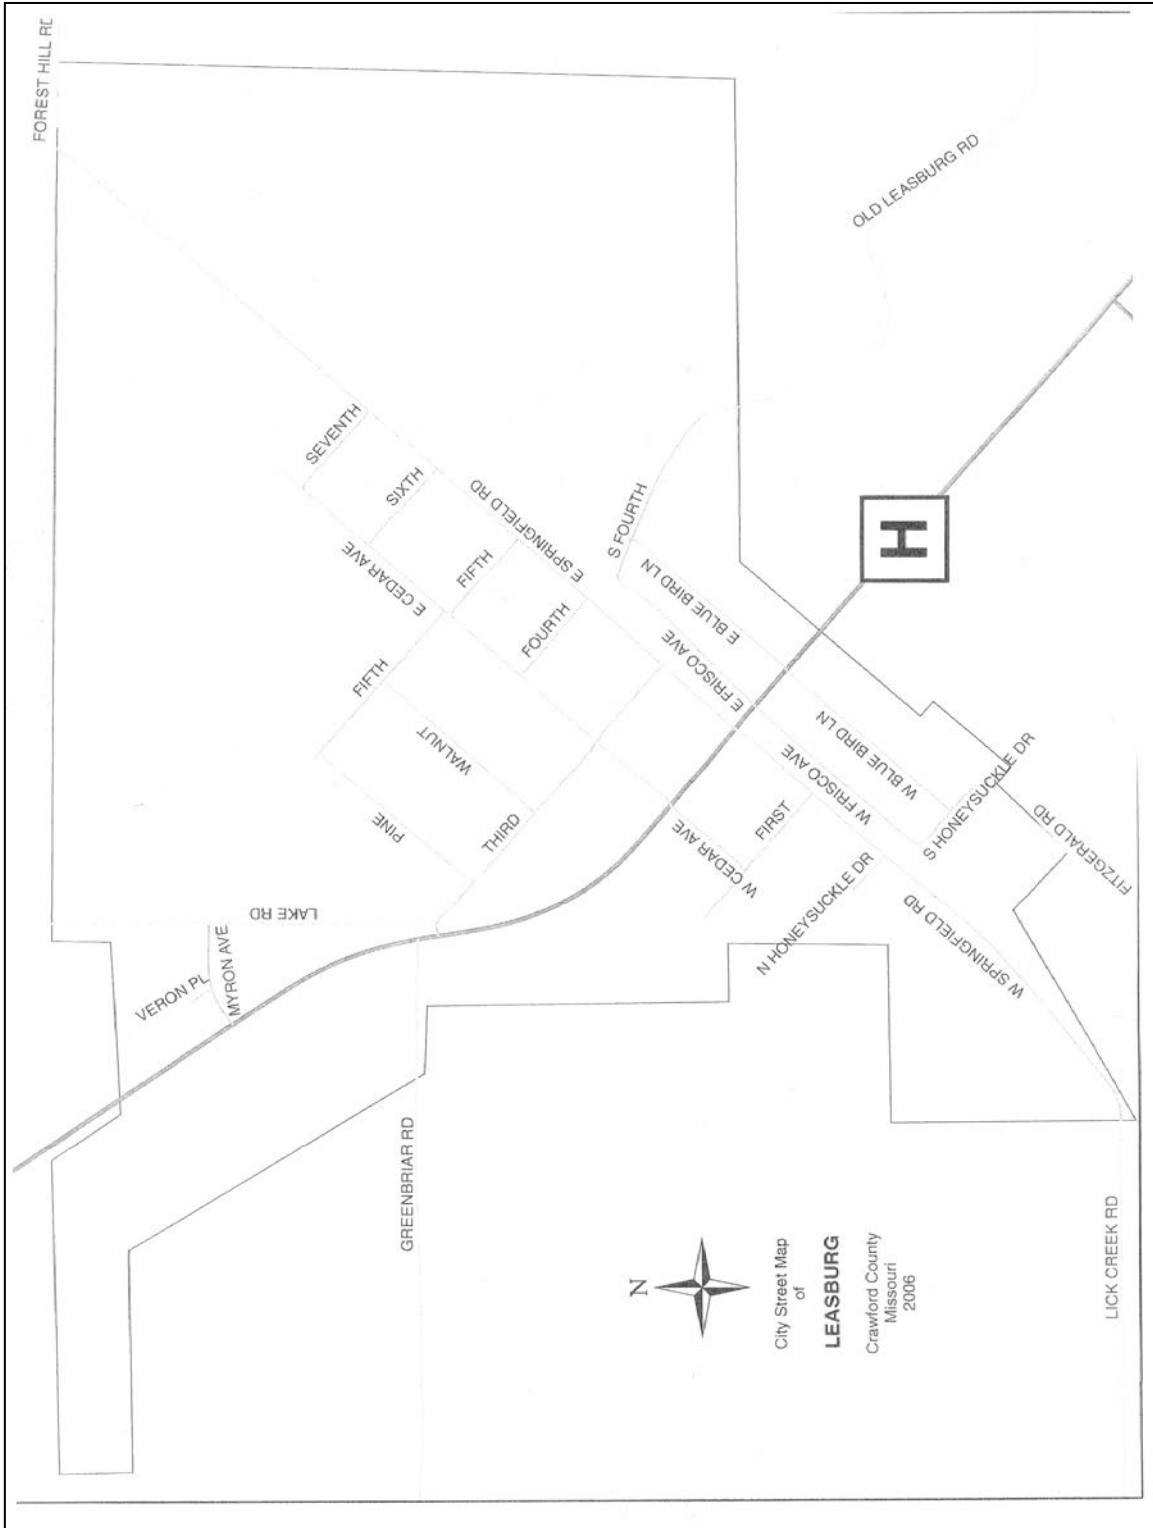 FOREST HILL RD
OLD LEASBURG RD
SEVENTH
SIXTH
E SPRINGFIELD RD
S FOURTH
E CEDAR AVE
FIFTH
FOURTH
E BLUE BIRD LN
E FRISCO AVE
H
FIFTH
WALNUT
PINE
THIRD
W BLUE BIRD LN
W FRISCO AVE
FIRST
W CEDAR AVE
S HONEYSUCKLE DR
FITZGERALD RD
N HONEYSUCKLE DR
W SPRINGFIELD RD
LAKE RD
VERON PL
MYRON AVE
GREENBRIAR RD
LICK CREEK RD
N
City Street Map
of
LEASBURG
Crawford County
Missouri
2006